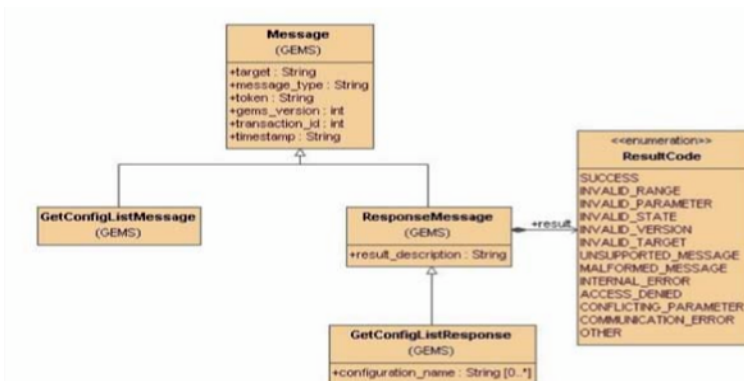 Message
(GEMS)
+target : String
+message_type : String
+token : String
+gems_version : int
+transaction_id : int
+timestamp : String
<<enumeration>>
ResultCode
SUCCESS
INVALID_RANGE
INVALID_PARAMETER
INVALID_STATE
INVALID_VERSION
INVALID_TARGET
UNSUPPORTED_MESSAGE
MALFORMED_MESSAGE
INTERNAL_ERROR
ACCESS_DENIED
CONFLICTING_PARAMETER
COMMUNICATION_ERROR
OTHER
GetConfigListMessage
(GEMS)
ResponseMessage
(GEMS)
+result_description : String
+result
GetConfigListResponse
(GEMS)
+configuration_name : String [0..*]